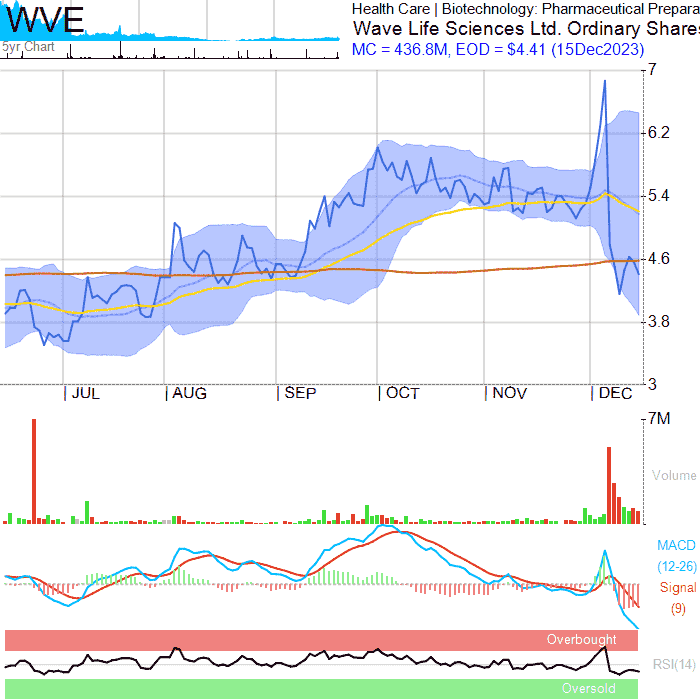 WVE
5yr Chart
Health Care | Biotechnology: Pharmaceutical Prepara
Wave Life Sciences Ltd. Ordinary Shares
MC = 436.8M, EOD = $4.41 (15Dec2023)
7
6.2
5.4
4.6
3.8
3
JUL AUG SEP OCT NOV DEC
7M
Volume
MACD
(12-26)
Signal
(9)
Overbought
RSI(14)
Oversold